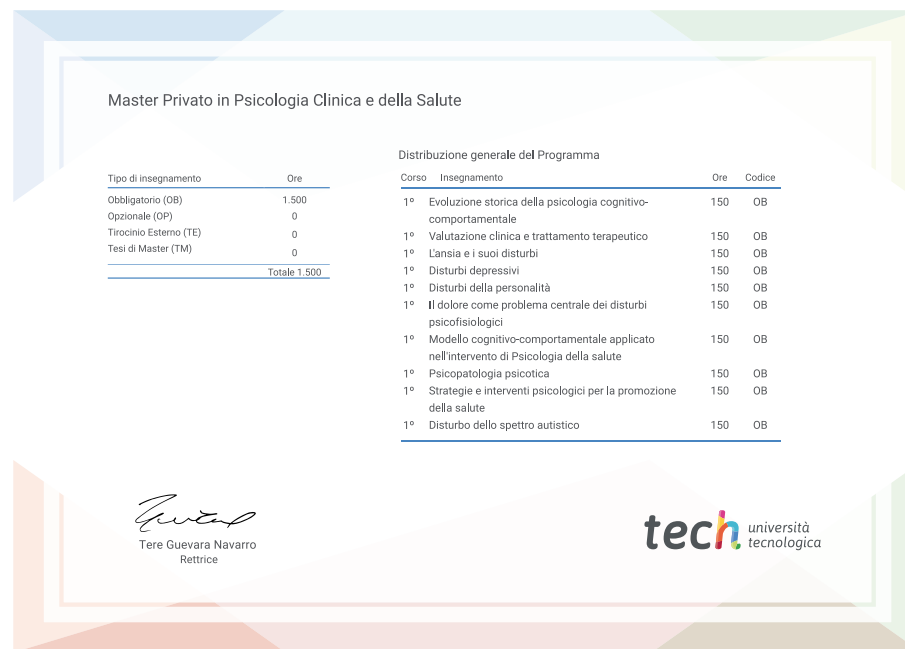 Master Privato in Psicologia Clinica e della Salute
Tipo di insegnamento Ore
Obbligatorio (OB) 1.500
Opzionale (OP) 0
Tirocinio Esterno (TE) 0
Tesi di Master (TM) 0
Totale 1.500
Distribuzione generale del Programma
Corso Insegnamento Ore Codice
1º Evoluzione storica della psicologia cognitivo- 150 OB
comportamentale
1º Valutazione clinica e trattamento terapeutico 150 OB
1º L'ansia e i suoi disturbi 150 OB
1º Disturbi depressivi 150 OB
1º Disturbi della personalità 150 OB
1º Il dolore come problema centrale dei disturbi 150 OB
psicofisiologici
1º Modello cognitivo-comportamentale applicato 150 OB
nell'intervento di Psicologia della salute
1º Psicopatologia psicotica 150 OB
1º Strategie e interventi psicologici per la promozione 150 OB
della salute
1º Disturbo dello spettro autistico 150 OB
Tere Guevara Navarro
Rettrice
tech università
tecnologica